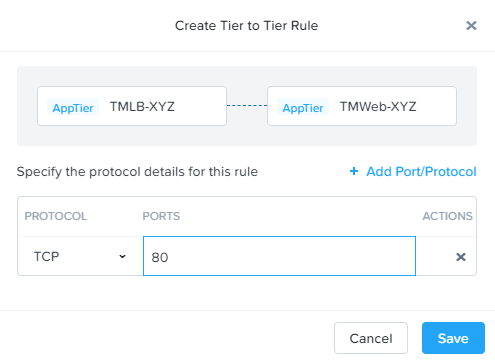 Create Tier to Tier Rule
AppTier TMLB-XYZ
AppTier TMWeb-XYZ
Specify the protocol details for this rule
+ Add Port/Protocol
PROTOCOL PORTS ACTIONS
TCP 80
Cancel Save